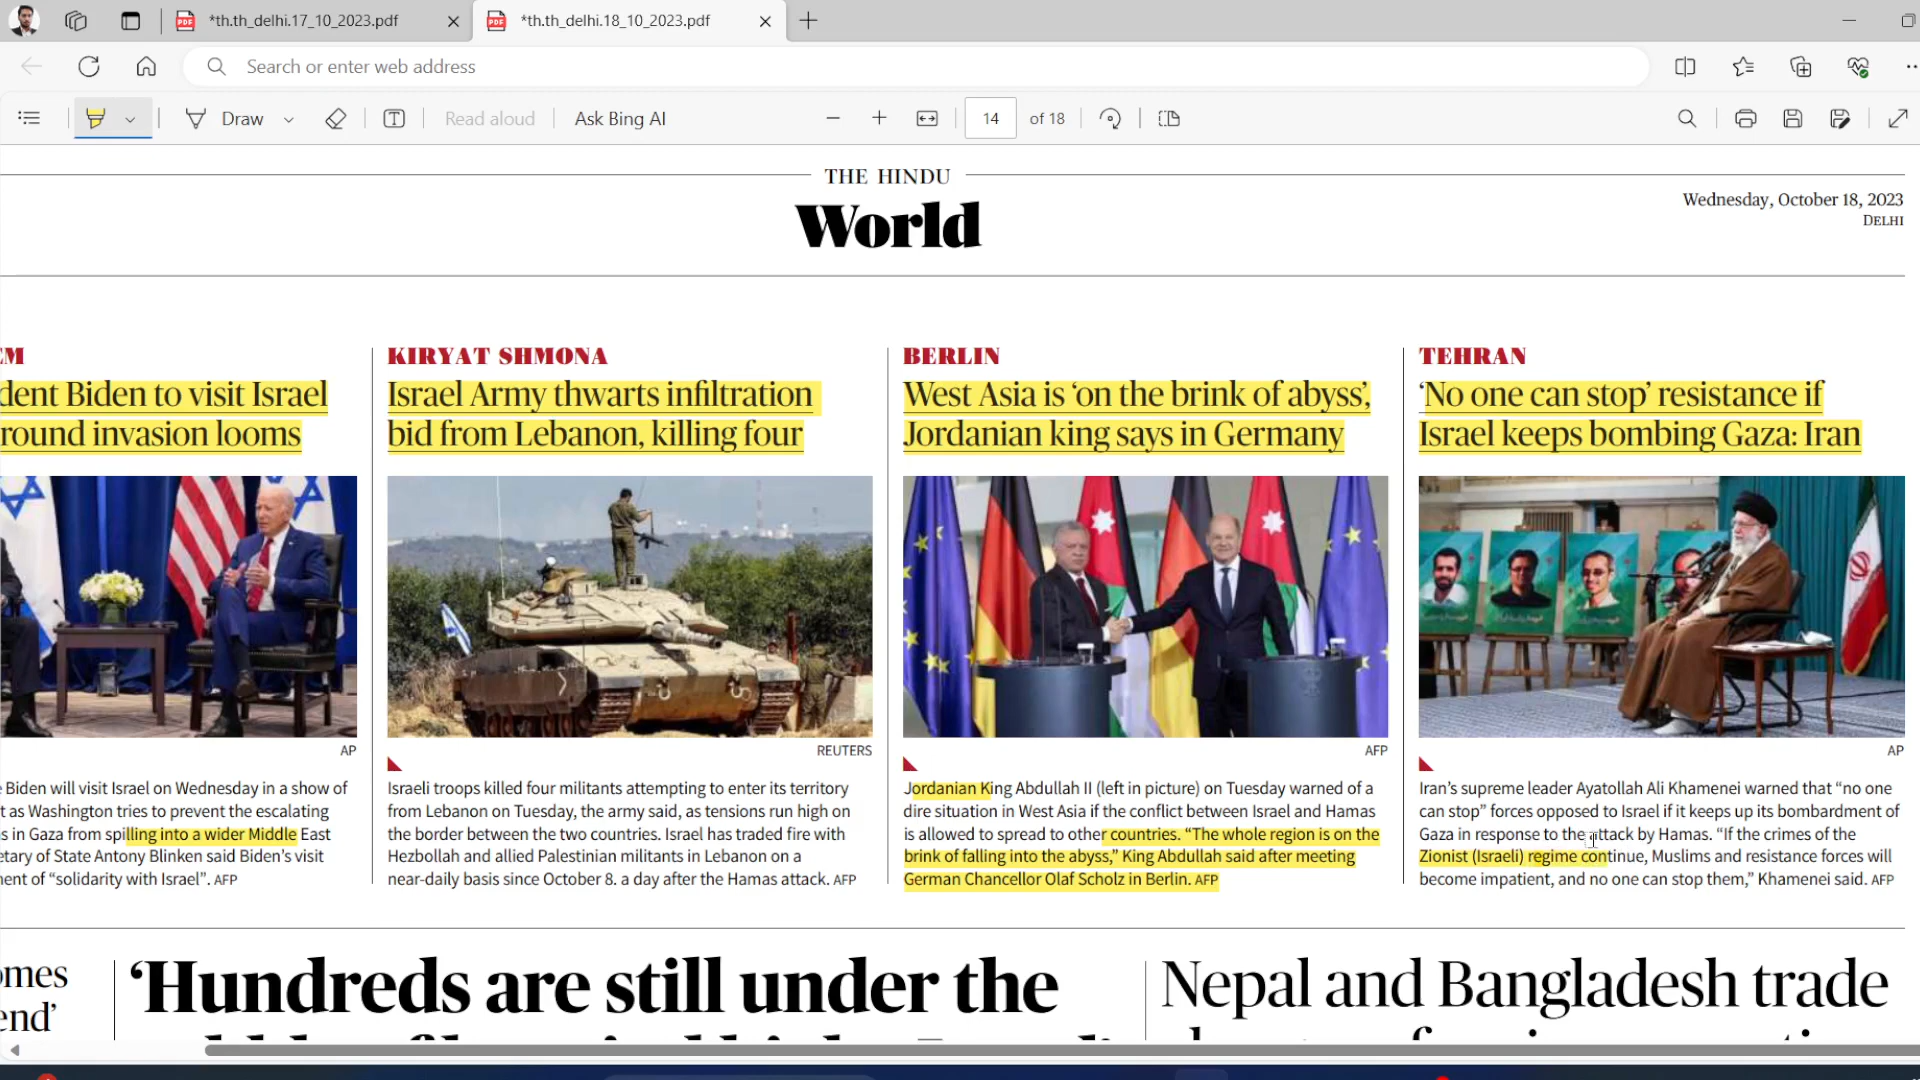 *th.th_delhi.17_10_2023.pdf
*th.th_delhi.18_10_2023.pdf
Search or enter web address
Draw
Read aloud
Ask Bing AI
14
of 18
THE HINDU
World
Wednesday, October 18, 2023
DELHI
EM
dent Biden to visit Israel
round invasion looms
AP
e Biden will visit Israel on Wednesday in a show of
t as Washington tries to prevent the escalating
s in Gaza from spilling into a wider Middle East
etary of State Antony Blinken said Biden's visit
ent of “solidarity with Israel”. AFP
KIRYAT SHMONA
Israel Army thwarts infiltration
bid from Lebanon, killing four
REUTERS
Israeli troops killed four militants attempting to enter its territory
from Lebanon on Tuesday, the army said, as tensions run high on
the border between the two countries. Israel has traded fire with
Hezbollah and allied Palestinian militants in Lebanon on a
near-daily basis since October 8. a day after the Hamas attack. AFP
BERLIN
West Asia is ‘on the brink of abyss’,
Jordanian king says in Germany
AFP
Jordanian King Abdullah II (left in picture) on Tuesday warned of a
dire situation in West Asia if the conflict between Israel and Hamas
is allowed to spread to other countries. “The whole region is on the
brink of falling into the abyss,” King Abdullah said after meeting
German Chancellor Olaf Scholz in Berlin. AFP
TEHRAN
‘No one can stop’ resistance if
Israel keeps bombing Gaza: Iran
AP
Iran’s supreme leader Ayatollah Ali Khamenei warned that “no one
can stop” forces opposed to Israel if it keeps up its bombardment of
Gaza in response to the attack by Hamas. “If the crimes of the
Zionist (Israeli) regime continue, Muslims and resistance forces will
become impatient, and no one can stop them,” Khamenei said. AFP
omes
end’
‘Hundreds are still under the
Nepal and Bangladesh trade